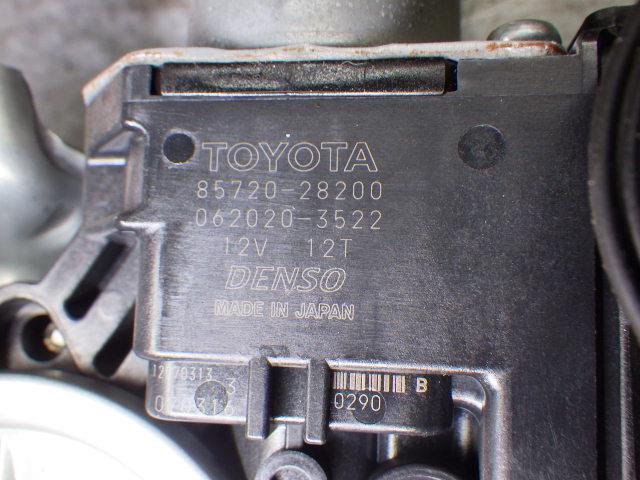 TOYOTA
85720-28200
062020-3522
12V 12T
DENSO
MADE IN JAPAN
B
0290